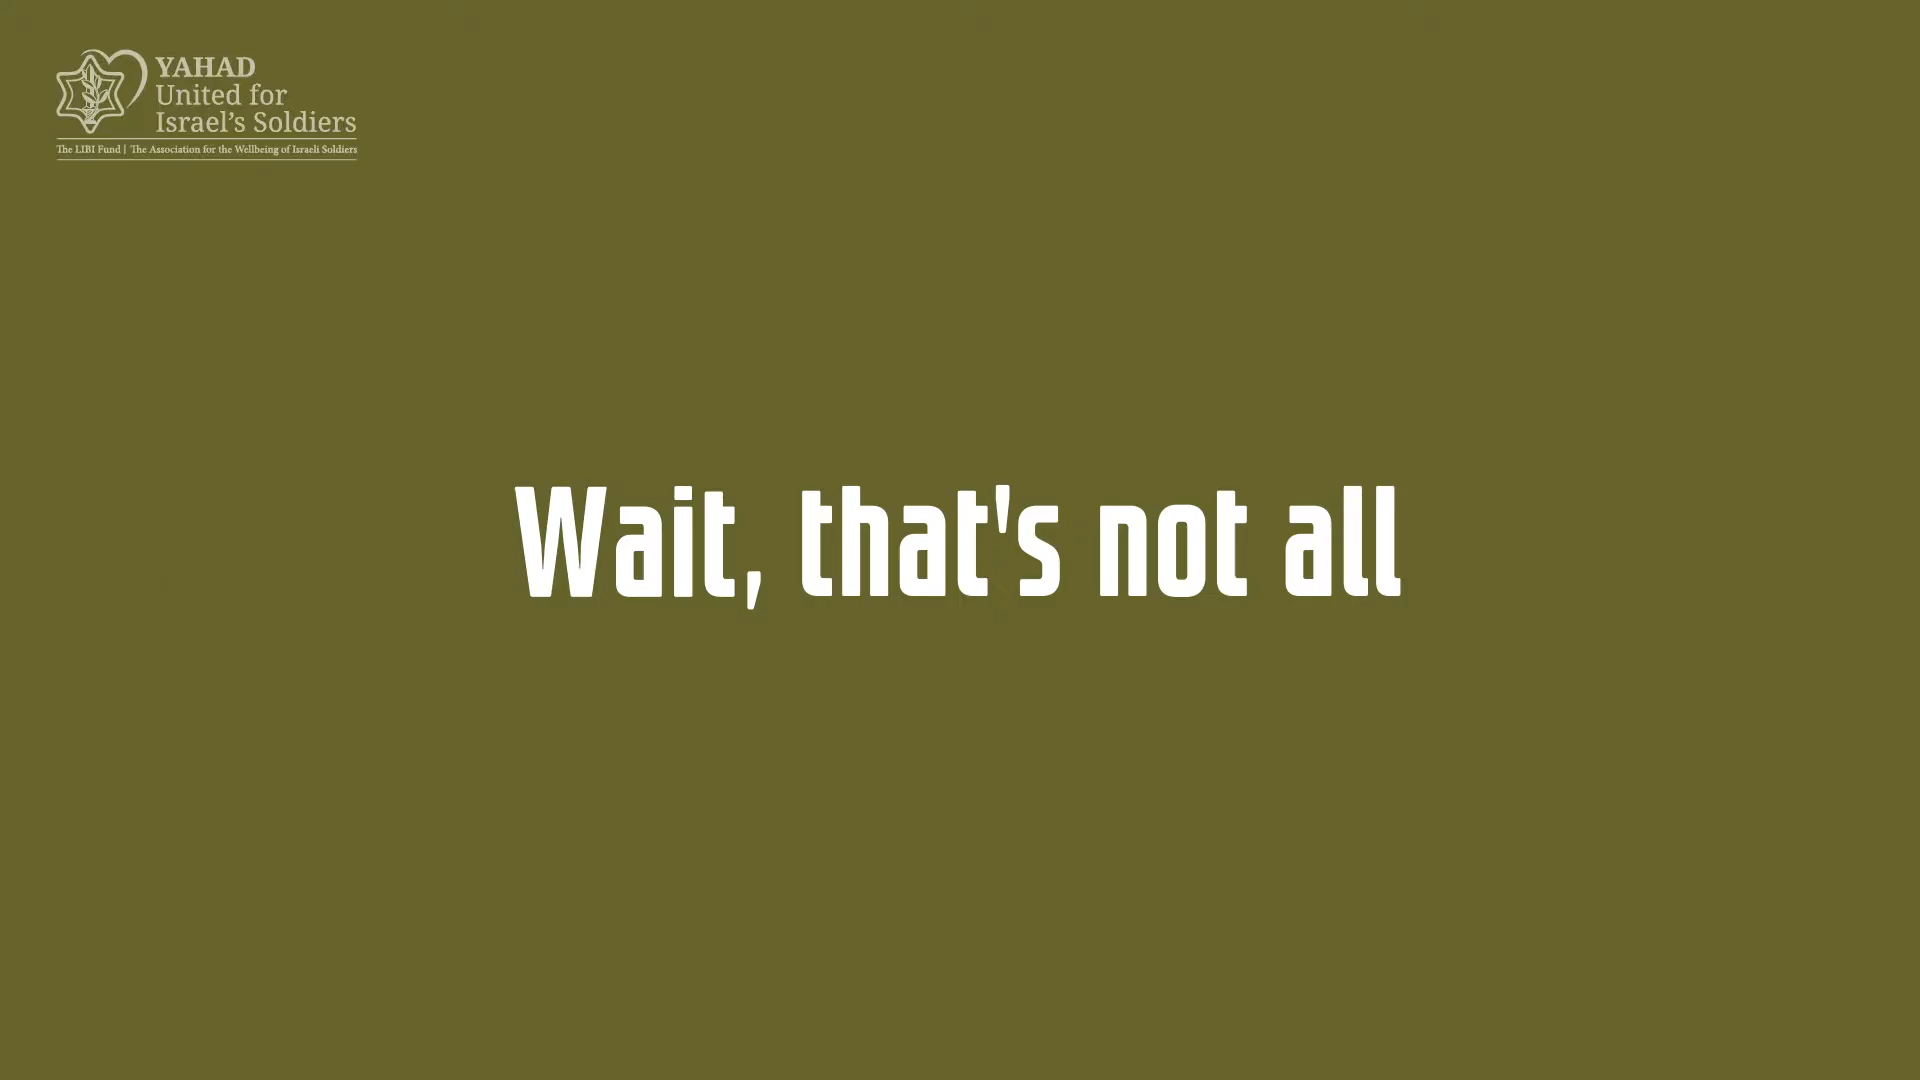 YAHAD
United for
Israel's Soldiers
The LIBI Fund | The Association for the Wellbeing of Israeli Soldiers
Wait, that's not all